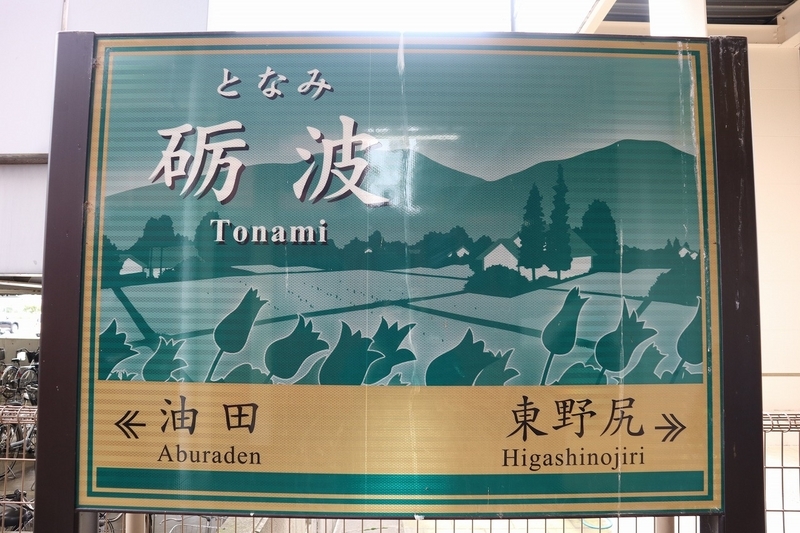 となみ
砺波
Tonami
油田
Aburaden
東野尻
Higashinojiri